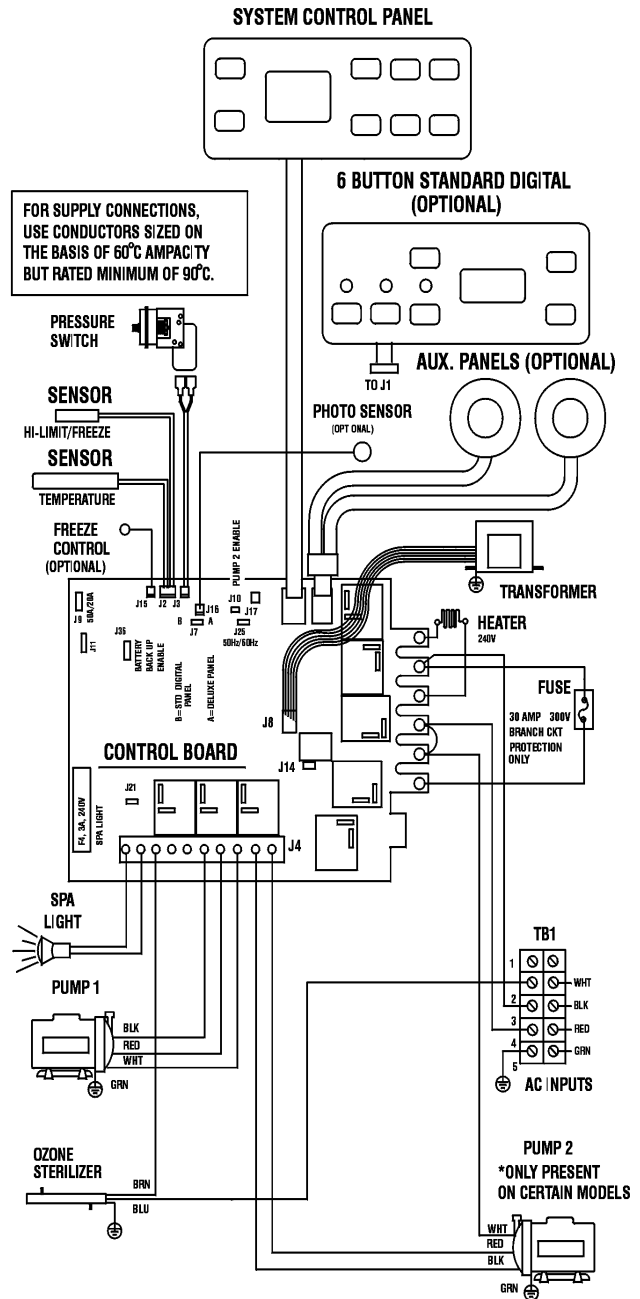 SYSTEM CONTROL PANEL
6 BUTTON STANDARD DIGITAL
(OPTIONAL)
FOR SUPPLY CONNECTIONS,
USE CONDUCTORS SIZED ON
THE BASIS OF 60°C AMPACITY
BUT RATED MINIMUM OF 90°C.
PRESSURE
SWITCH
TO J1
AUX. PANELS (OPTIONAL)
SENSOR
HI-LIMIT/FREEZE
PHOTO SENSOR
(OPT ONAL)
SENSOR
TEMPERATURE
FREEZE
CONTROL
(OPTIONAL)
PUMP 2 ENABLE
TRANSFORMER
J9
50A/20A
J15
J2
J3
J16
J10
J17
B
A
J7
J25
50Hz/60Hz
J11
J35
BATTERY
BACK UP
ENABLE
B=STD DIGITAL
PANEL
A=DELUXE PANEL
HEATER
240V
J8
FUSE
30 AMP 300V
BRANCH CKT
PROTECTION
ONLY
CONTROL BOARD
J14
J21
F4, 3A, 240V
SPA LIGHT
J4
SPA
LIGHT
TB1
1
WHT
2
BLK
3
RED
4
GRN
5
AC INPUTS
PUMP 1
BLK
RED
WHT
GRN
OZONE
STERILIZER
BRN
BLU
PUMP 2
*ONLY PRESENT
ON CERTAIN MODELS
WHT
RED
BLK
GRN